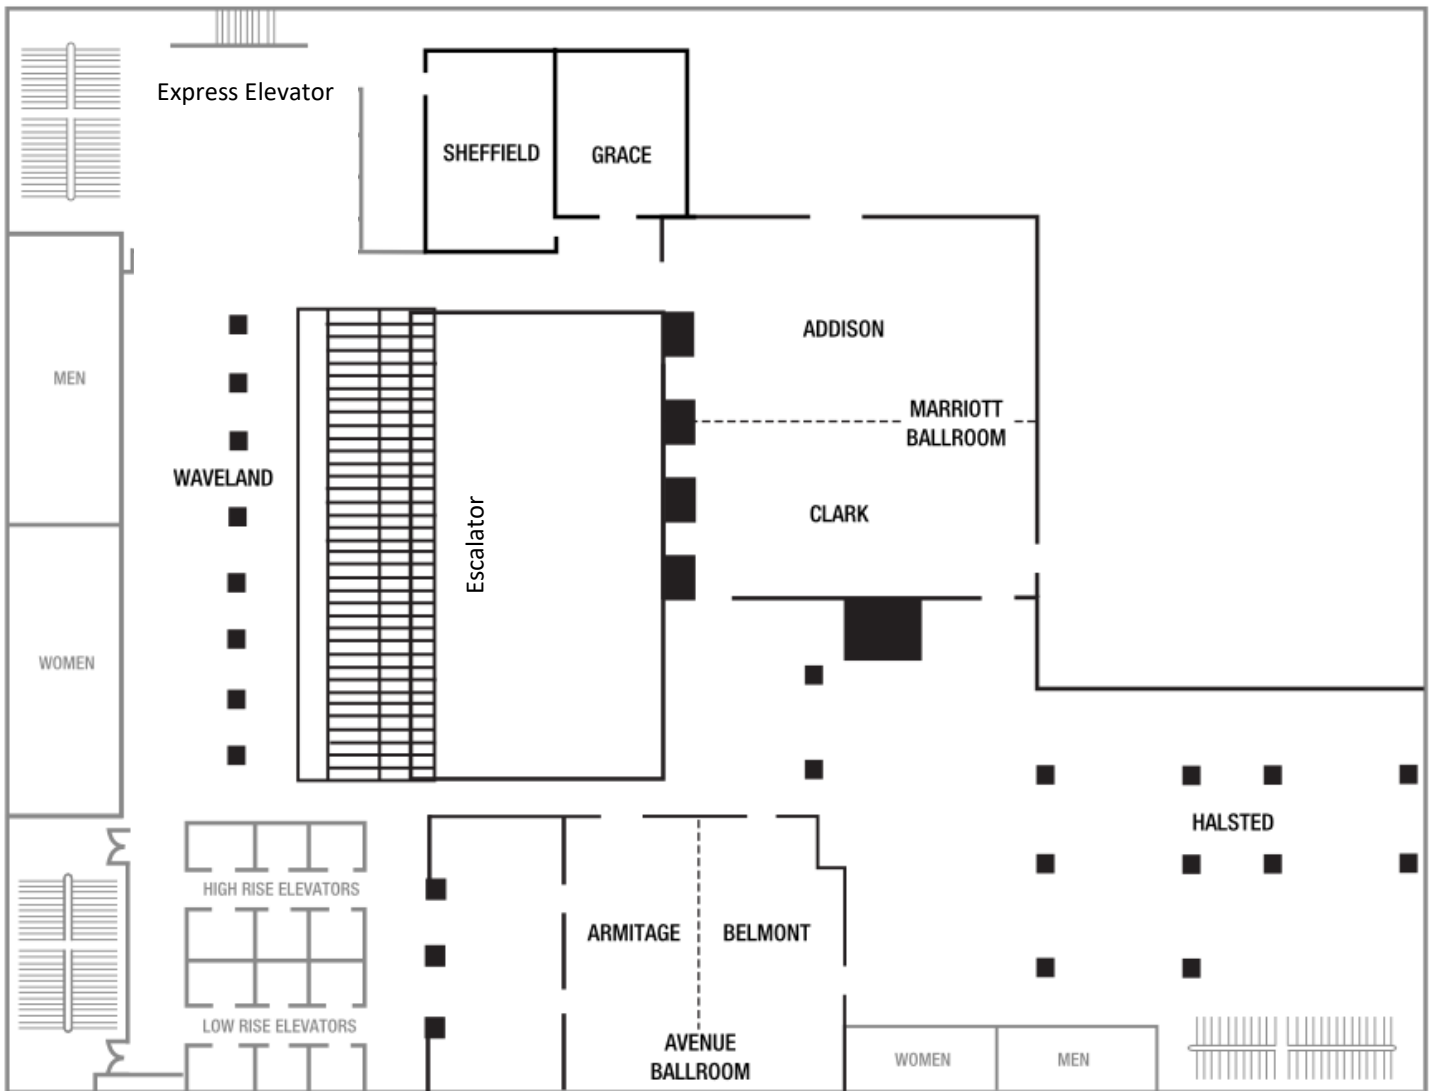 Express Elevator
SHEFFIELD
GRACE
ADDISON
MEN
MARRIOTT
BALLROOM
WAVELAND
CLARK
Escalator
WOMEN
HALSTED
HIGH RISE ELEVATORS
ARMITAGE
BELMONT
LOW RISE ELEVATORS
AVENUE
BALLROOM
WOMEN
MEN